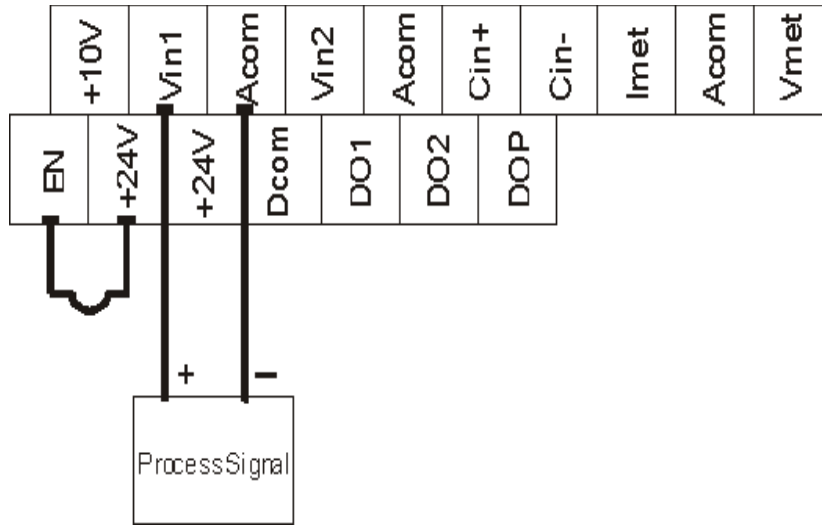 +10V Vin1 Acom Vin2 Acom Cin+ Cin- Imet Acom Vmet
EN +24V +24V Dcom DO1 DO2 DOP
+ −
ProcessSignal